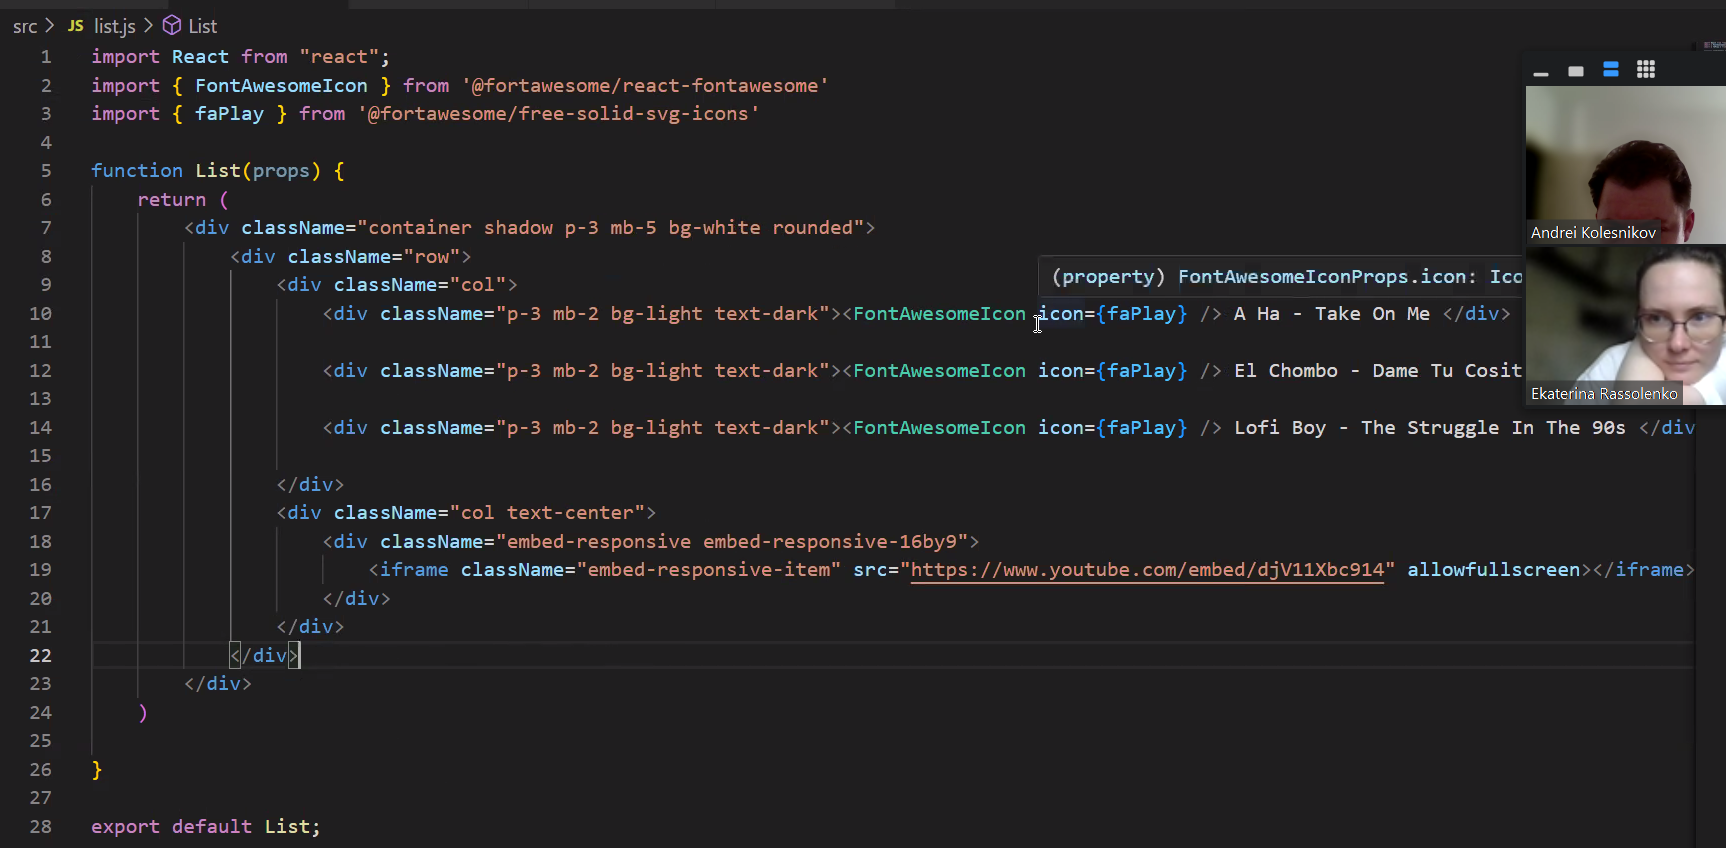 src > JS list.js > List
1 import React from "react";
2 import { FontAwesomeIcon } from '@fortawesome/react-fontawesome'
3 import { faPlay } from '@fortawesome/free-solid-svg-icons'
4
5 function List(props) {
6 return (
7 <div className="container shadow p-3 mb-5 bg-white rounded">
8 <div className="row">
9 <div className="col">
(property) FontAwesomeIconProps.icon: Ico
10 <div className="p-3 mb-2 bg-light text-dark"><FontAwesomeIcon icon={faPlay} /> A Ha - Take On Me </div>
11
12 <div className="p-3 mb-2 bg-light text-dark"><FontAwesomeIcon icon={faPlay} /> El Chombo - Dame Tu Cosit
13
14 <div className="p-3 mb-2 bg-light text-dark"><FontAwesomeIcon icon={faPlay} /> Lofi Boy - The Struggle In The 90s </div
15
16 </div>
17 <div className="col text-center">
18 <div className="embed-responsive embed-responsive-16by9">
19 <iframe className="embed-responsive-item" src="https://www.youtube.com/embed/djV11Xbc914" allowfullscreen></iframe>
20 </div>
21 </div>
22 </div>
23 </div>
24 )
25
26 }
27
28 export default List;
Andrei Kolesnikov
Ekaterina Rassolenko